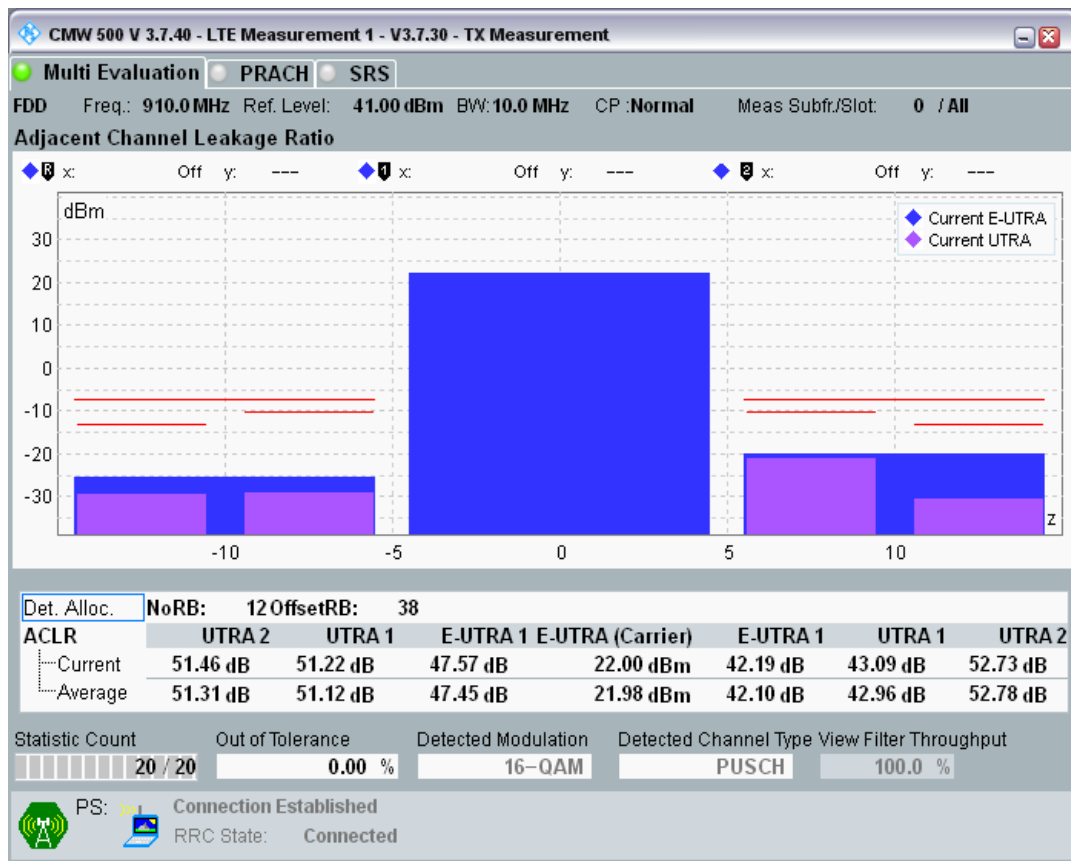 CMW 500 V 3.7.40 - LTE Measurement 1 - V3.7.30 - TX Measurement
Multi Evaluation PRACH SRS
FDD Freq.: 910.0 MHz Ref. Level: 41.00 dBm BW: 10.0 MHz CP :Normal Meas Subfr./Slot: 0 / All
Adjacent Channel Leakage Ratio
R x: Off y: --- 1 x: Off y: --- 2 x: Off y: ---
dBm
Current E-UTRA
Current UTRA
30
20
10
0
-10
-20
-30
z
-10 -5 0 5 10
Det. Alloc. NoRB: 12 OffsetRB: 38
ACLR UTRA 2 UTRA 1 E-UTRA 1 E-UTRA (Carrier) E-UTRA 1 UTRA 1 UTRA 2
Current 51.46 dB 51.22 dB 47.57 dB 22.00 dBm 42.19 dB 43.09 dB 52.73 dB
Average 51.31 dB 51.12 dB 47.45 dB 21.98 dBm 42.10 dB 42.96 dB 52.78 dB
Statistic Count Out of Tolerance Detected Modulation Detected Channel Type View Filter Throughput
20 / 20 0.00 % 16-QAM PUSCH 100.0 %
PS: Connection Established
RRC State: Connected